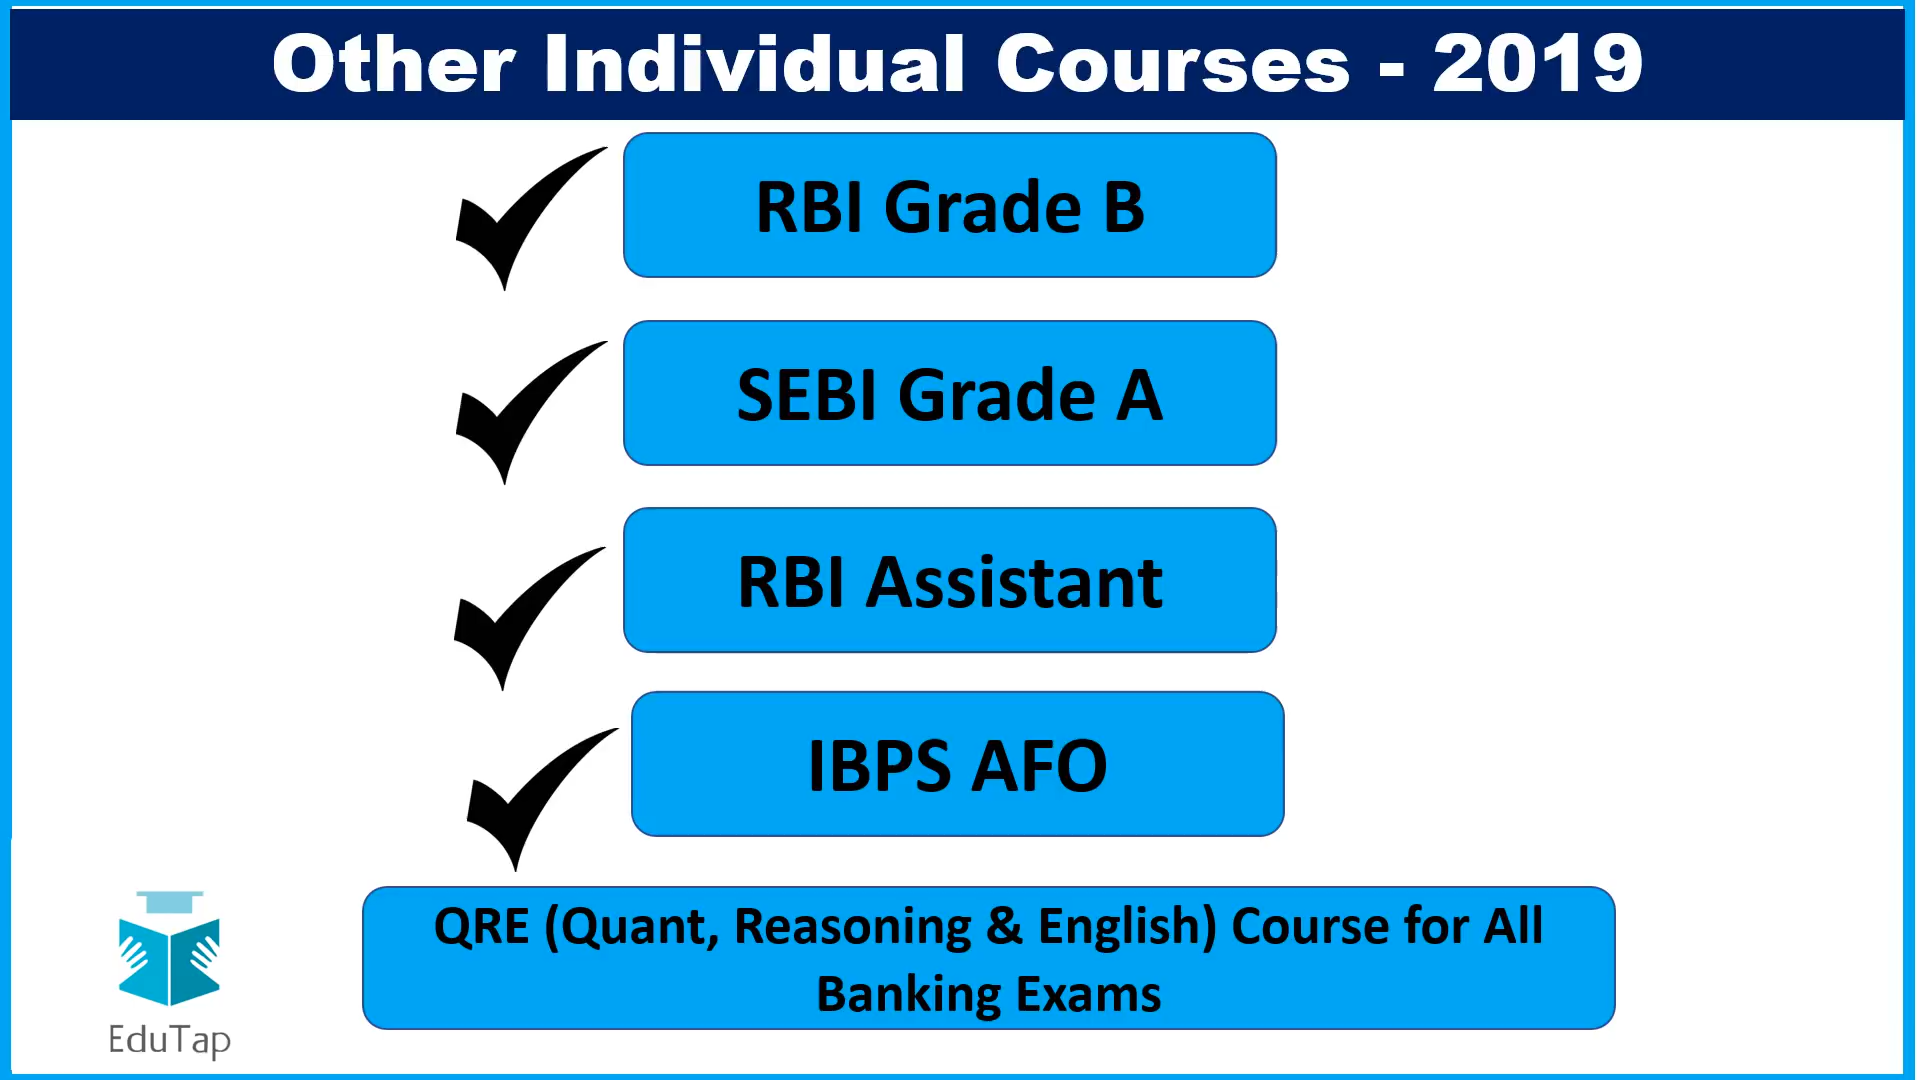 Other Individual Courses - 2019
RBI Grade B
SEBI Grade A
RBI Assistant
IBPS AFO
QRE (Quant, Reasoning & English) Course for All
Banking Exams
EduTap